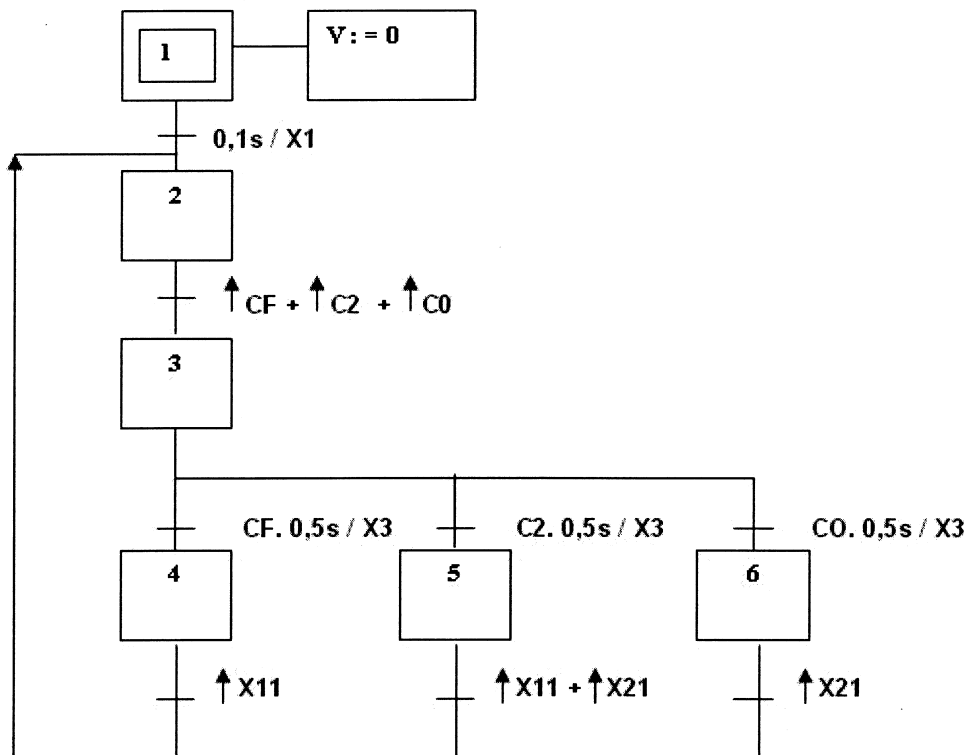 1
V: = 0
0,1s / X1
2
↑CF + ↑C2 + ↑C0
3
CF. 0,5s / X3
C2. 0,5s / X3
CO. 0,5s / X3
4
5
6
↑X11
↑X11 + ↑X21
↑X21